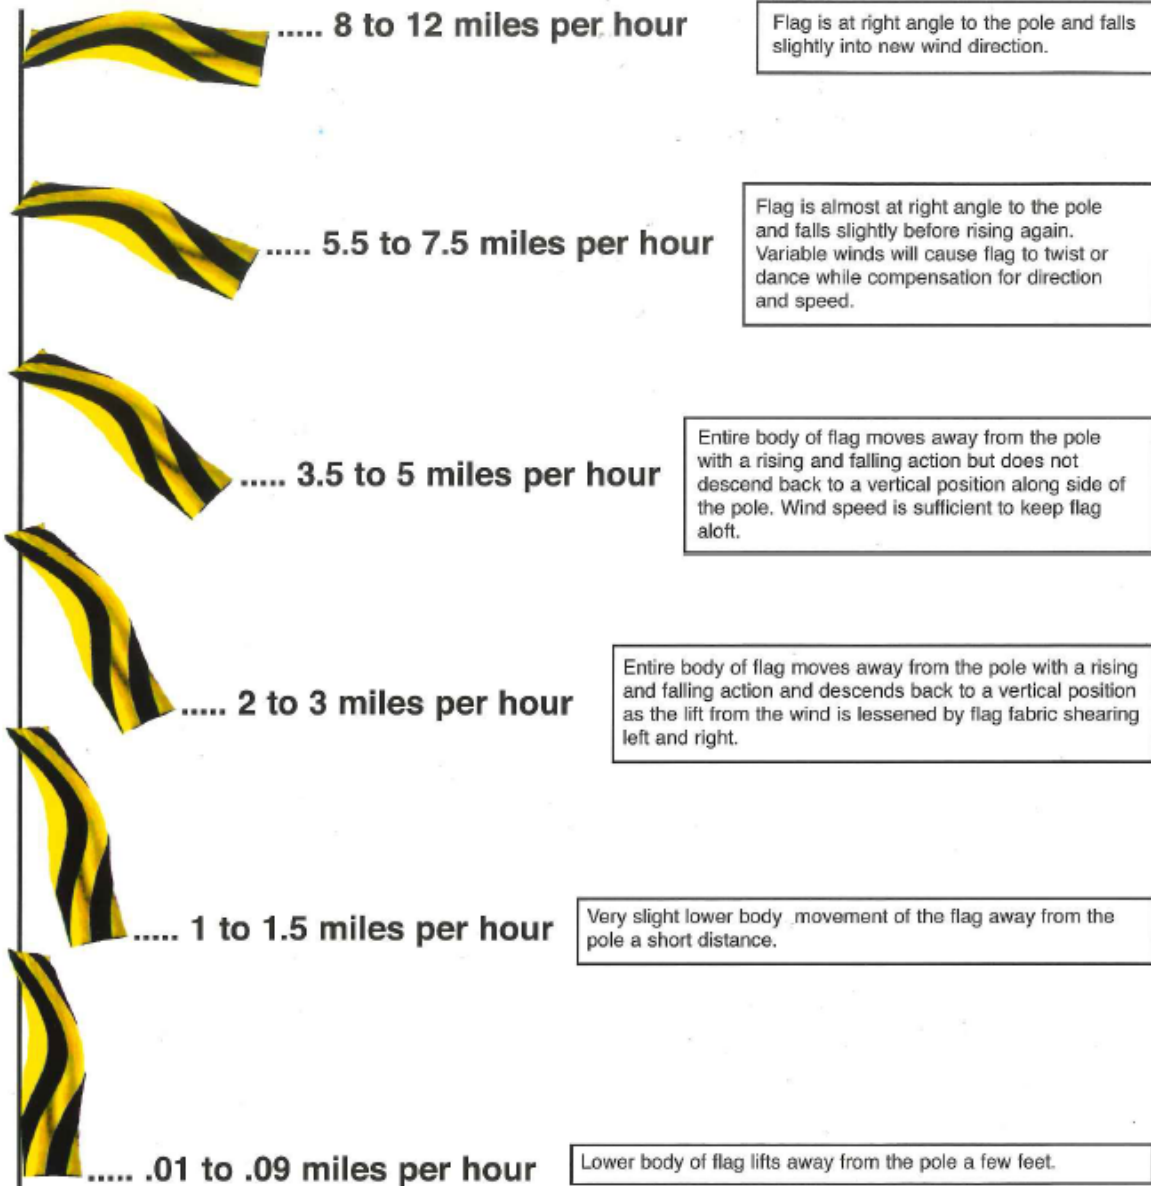 ..... 8 to 12 miles per hour
Flag is at right angle to the pole and falls
slightly into new wind direction.
..... 5.5 to 7.5 miles per hour
Flag is almost at right angle to the pole
and falls slightly before rising again.
Variable winds will cause flag to twist or
dance while compensation for direction
and speed.
..... 3.5 to 5 miles per hour
Entire body of flag moves away from the pole
with a rising and falling action but does not
descend back to a vertical position along side of
the pole. Wind speed is sufficient to keep flag
aloft.
..... 2 to 3 miles per hour
Entire body of flag moves away from the pole with a rising
and falling action and descends back to a vertical position
as the lift from the wind is lessened by flag fabric shearing
left and right.
..... 1 to 1.5 miles per hour
Very slight lower body movement of the flag away from the
pole a short distance.
..... .01 to .09 miles per hour
Lower body of flag lifts away from the pole a few feet.